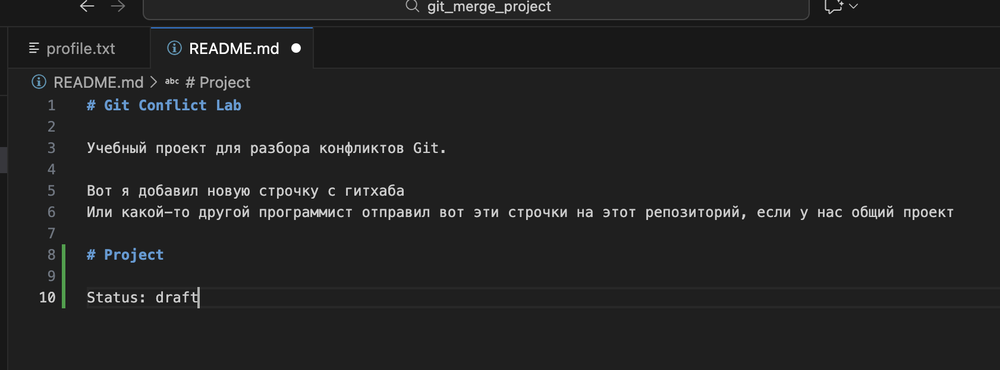 git_merge_project
profile.txt
README.md
README.md > abc # Project
1 # Git Conflict Lab
2
3 Учебный проект для разбора конфликтов Git.
4
5 Вот я добавил новую строчку с гитхаба
6 Или какой-то другой программист отправил вот эти строчки на этот репозиторий, если у нас общий проект
7
8 # Project
9
10 Status: draft